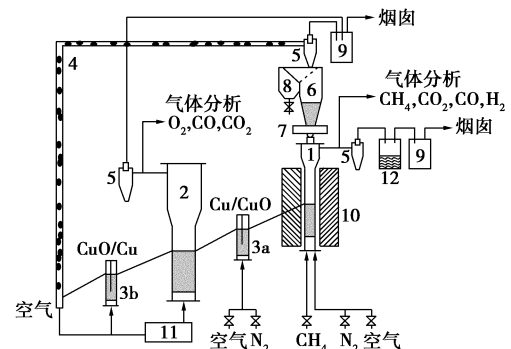 烟囱
9
5
4
气体分析
CH₄,CO₂,CO,H₂
8
6
气体分析
O₂,CO,CO₂
烟囱
7
1
5
5
9
12
2
Cu/CuO
10
CuO/Cu
3a
3b
空气
11
空气 N₂ CH₄ N₂ 空气